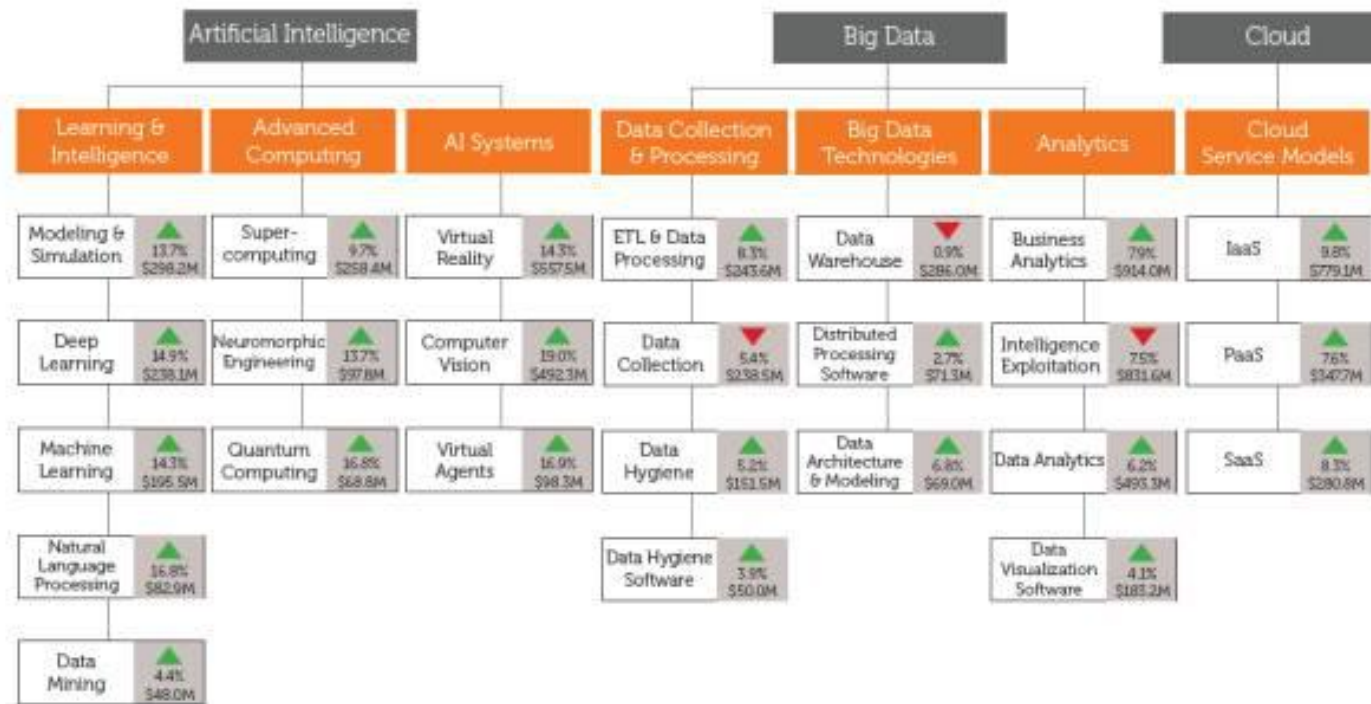 Artificial Intelligence
Big Data
Cloud
Learning &
Intelligence
Advanced
Computing
AI Systems
Data Collection
& Processing
Big Data
Technologies
Analytics
Cloud
Service Models
Modeling &
Simulation
13.7%
$298.2M
Deep
Learning
14.9%
$238.1M
Machine
Learning
14.3%
$195.5M
Natural
Language
Processing
16.8%
$82.9M
Data
Mining
4.4%
$48.0M
Super-
computing
9.7%
$258.4M
Neuromorphic
Engineering
13.7%
$97.8M
Quantum
Computing
16.8%
$68.8M
Virtual
Reality
14.3%
$557.5M
Computer
Vision
19.0%
$492.3M
Virtual
Agents
16.9%
$98.3M
ETL & Data
Processing
8.3%
$243.6M
Data
Collection
5.4%
$238.5M
Data
Hygiene
5.2%
$151.5M
Data Hygiene
Software
3.9%
$50.0M
Data
Warehouse
0.9%
$286.0M
Distributed
Processing
Software
2.7%
$71.3M
Data
Architecture
& Modeling
6.8%
$69.0M
Business
Analytics
7.9%
$914.0M
Intelligence
Exploitation
7.5%
$831.6M
Data Analytics
6.2%
$493.3M
Data
Visualization
Software
4.1%
$183.2M
IaaS
9.8%
$779.1M
PaaS
7.6%
$347.7M
SaaS
8.3%
$280.8M